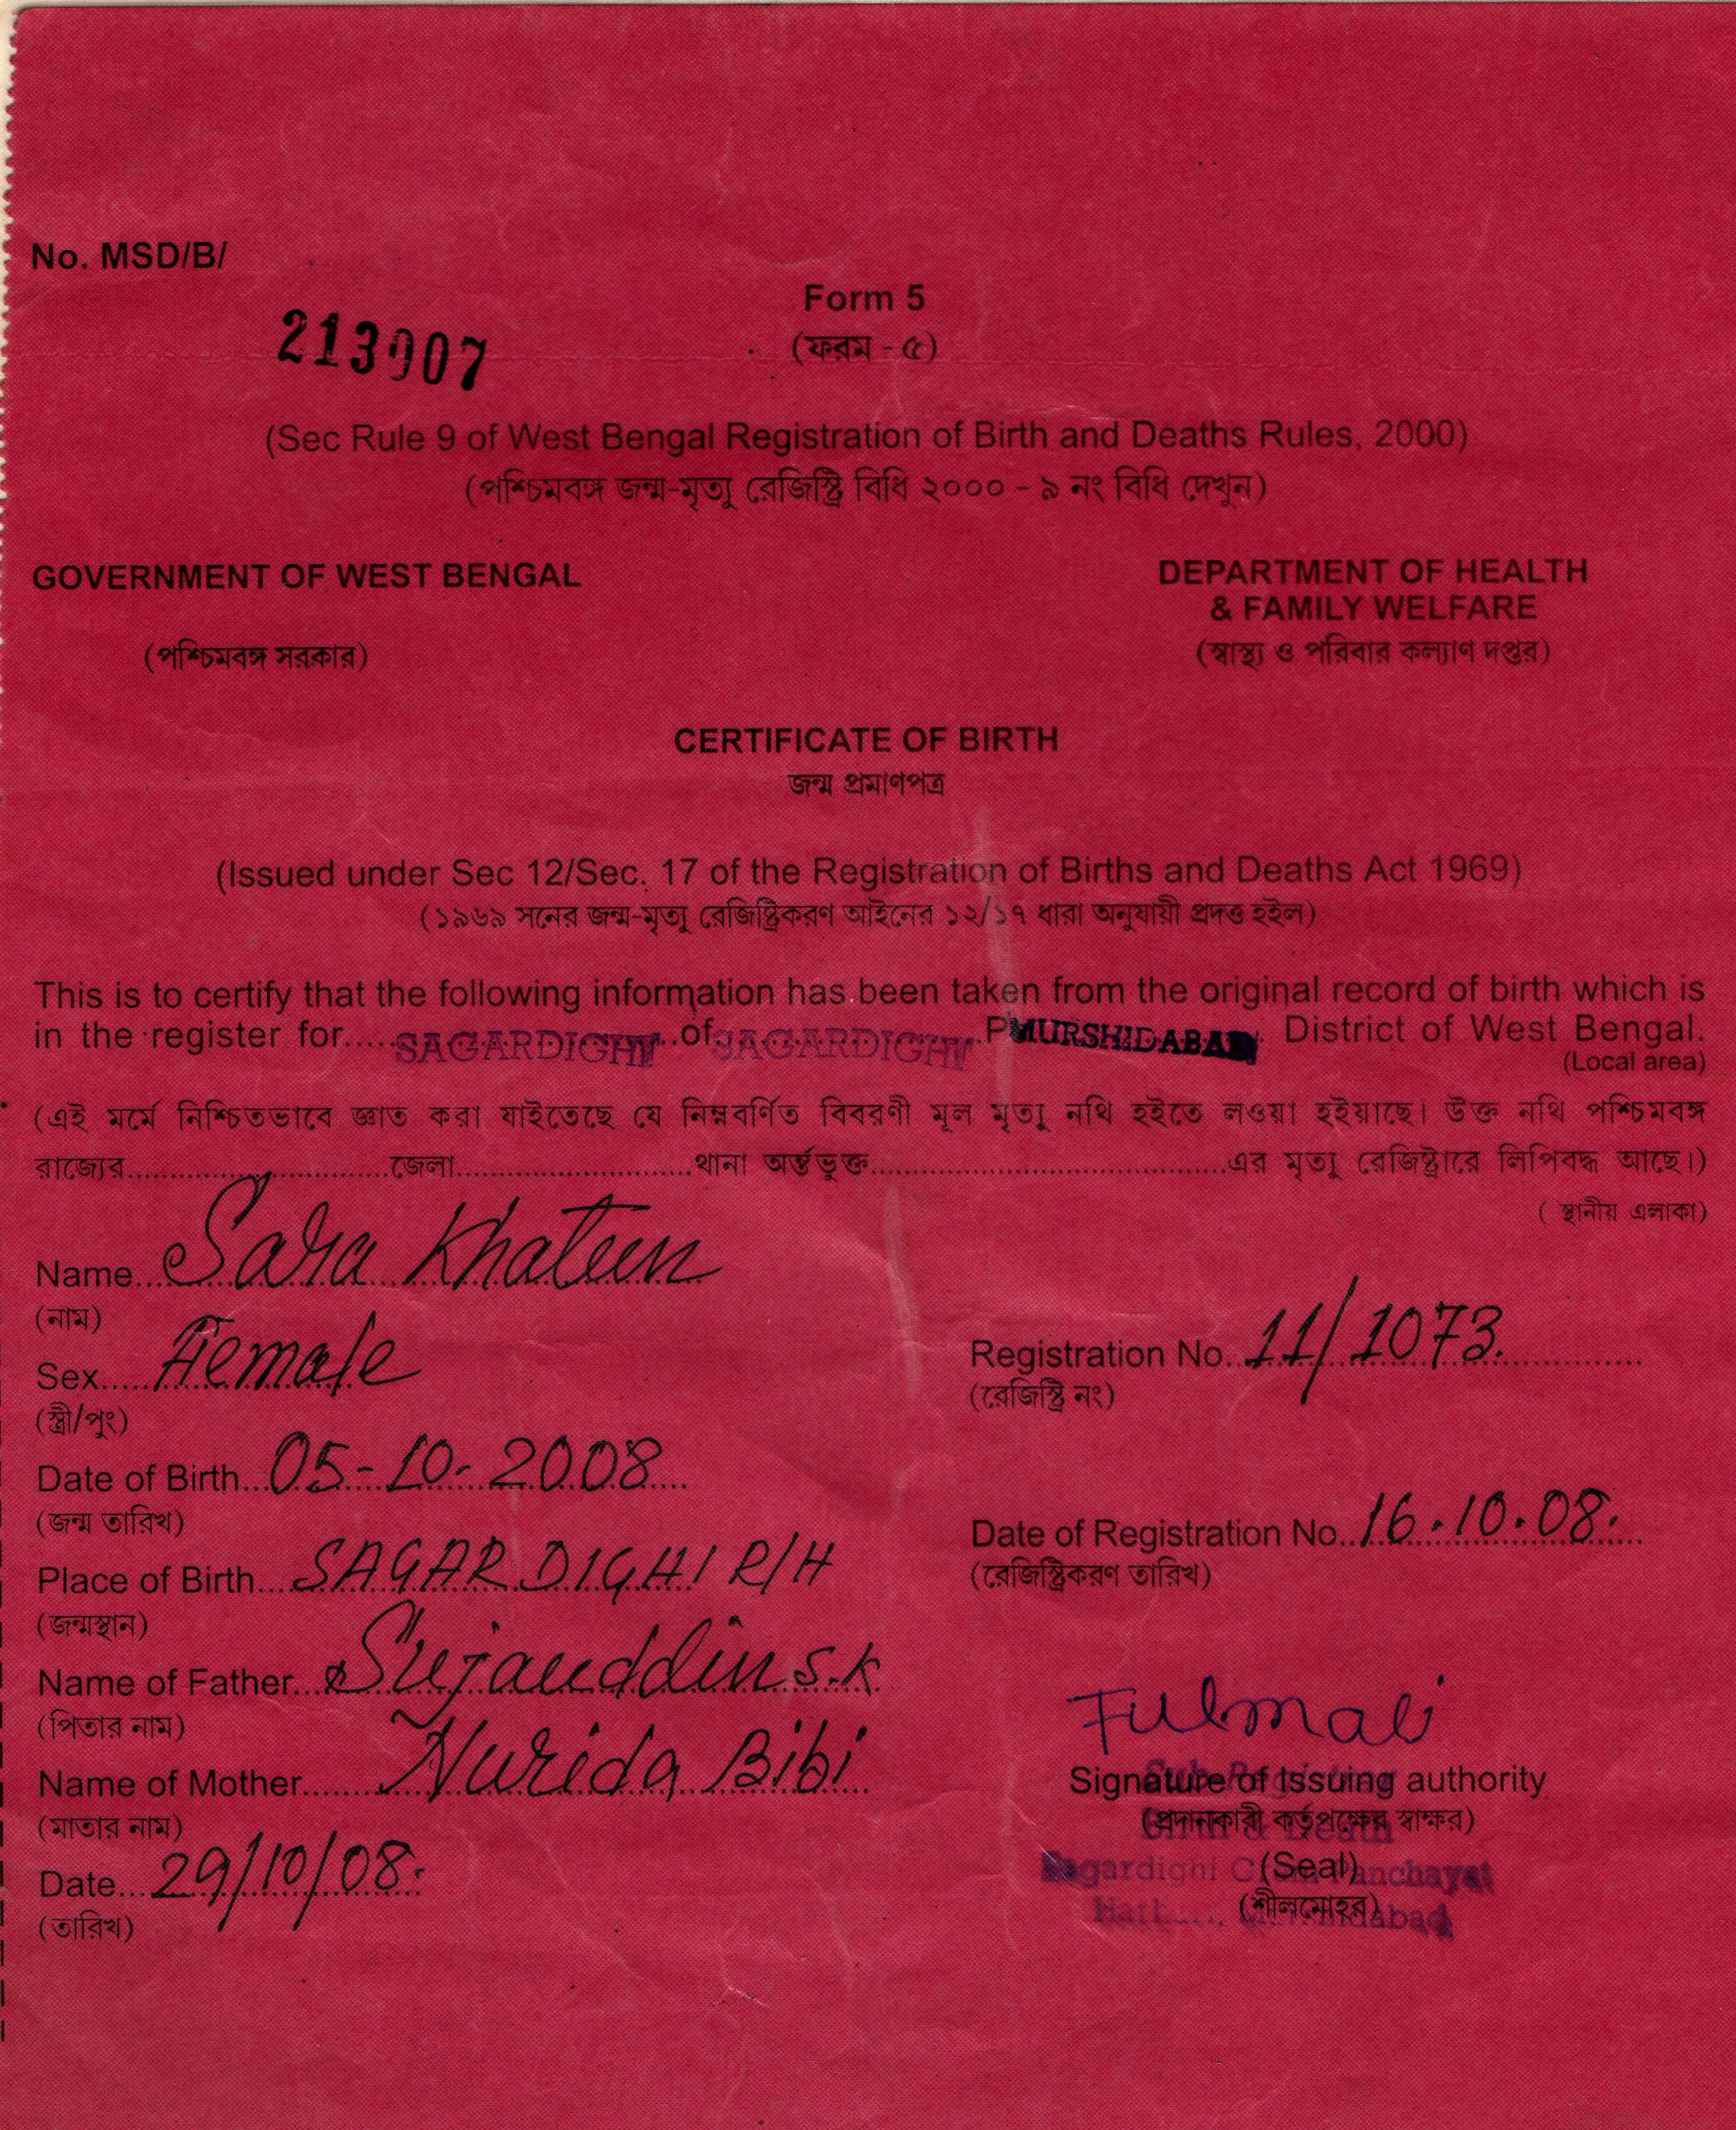 No. MSD/B/
213907
Form 5
(ফরম - ৫)
(Sec Rule 9 of West Bengal Registration of Birth and Deaths Rules, 2000)
(পশ্চিমবঙ্গ জন্ম-মৃত্যু রেজিস্ট্রি বিধি ২০০০ - ৯ নং বিধি দেখুন)
GOVERNMENT OF WEST BENGAL
(পশ্চিমবঙ্গ সরকার)
DEPARTMENT OF HEALTH
& FAMILY WELFARE
(স্বাস্থ্য ও পরিবার কল্যাণ দপ্তর)
CERTIFICATE OF BIRTH
জন্ম প্রমাণপত্র
(Issued under Sec 12/Sec. 17 of the Registration of Births and Deaths Act 1969)
(১৯৬৯ সনের জন্ম-মৃত্যু রেজিষ্ট্রিকরণ আইনের ১২/১৭ ধারা অনুযায়ী প্রদত্ত হইল)
This is to certify that the following information has been taken from the original record of birth which is
in the register for.....SAGARDIGHI..of..SAGARDIGHI.P MURSHIDABAD District of West Bengal.
(Local area)
(এই মর্মে নিশ্চিতভাবে জ্ঞাত করা যাইতেছে যে নিম্নবর্ণিত বিবরণী মূল মৃত্যু নথি হইতে লওয়া হইয়াছে। উক্ত নথি পশ্চিমবঙ্গ
রাজ্যের..........জেলা..........থানা অর্ন্তভুক্ত..........এর মৃত্যু রেজিষ্ট্রারে লিপিবদ্ধ আছে।)
( স্থানীয় এলাকা)
Name...Sara Khatun
(নাম)
Sex.....Female
(স্ত্রী/পুং)
Registration No. 11/1073.
(রেজিস্ট্রি নং)
Date of Birth...05-10-2008
(জন্ম তারিখ)
Date of Registration No..16.10.08.
(রেজিস্ট্রিকরণ তারিখ)
Place of Birth...SAGARDIGHI R/H
(জন্মস্থান)
Name of Father...Sujauddin S.K
(পিতার নাম)
Name of Mother.....Nurida Bibi
(মাতার নাম)
Date...29/10/08.
(তারিখ)
Fulmali
Signature of Issuing authority
Sub Registrar
(প্রদানকারী কর্তৃপক্ষের স্বাক্ষর)
Birth & Death
(Seal)
Sagardighi Gram Panchayat
(শীলমোহর)